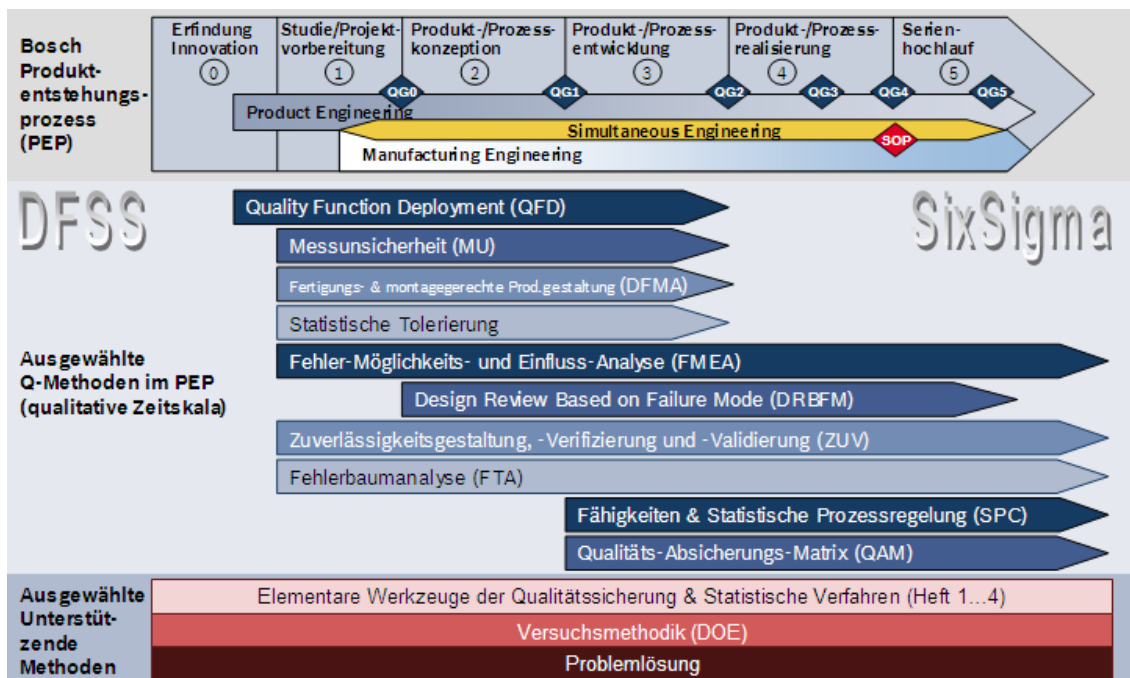 Bosch
Produkt-
entstehungs-
prozess
(PEP)
Erfindung
Innovation
0
Studie/Projekt-
vorbereitung
1
Produkt-/Prozess-
konzeption
2
Produkt-/Prozess-
entwicklung
3
Produkt-/Prozess-
realisierung
4
Serien-
hochlauf
5
QG0
QG1
QG2
QG3
QG4
QG5
Product Engineering
Simultaneous Engineering
SOP
Manufacturing Engineering
DFSS
SixSigma
Quality Function Deployment (QFD)
Messunsicherheit (MU)
Fertigungs- & montagegerechte Prod.gestaltung (DFMA)
Statistische Tolerierung
Ausgewählte
Q-Methoden im PEP
(qualitative Zeitskala)
Fehler-Möglichkeits- und Einfluss-Analyse (FMEA)
Design Review Based on Failure Mode (DRBFM)
Zuverlässigkeitsgestaltung, -Verifizierung und -Validierung (ZUV)
Fehlerbaumanalyse (FTA)
Fähigkeiten & Statistische Prozessregelung (SPC)
Qualitäts-Absicherungs-Matrix (QAM)
Ausgewählte
Unterstüt-
zende
Methoden
Elementare Werkzeuge der Qualitätssicherung & Statistische Verfahren (Heft 1...4)
Versuchsmethodik (DOE)
Problemlösung